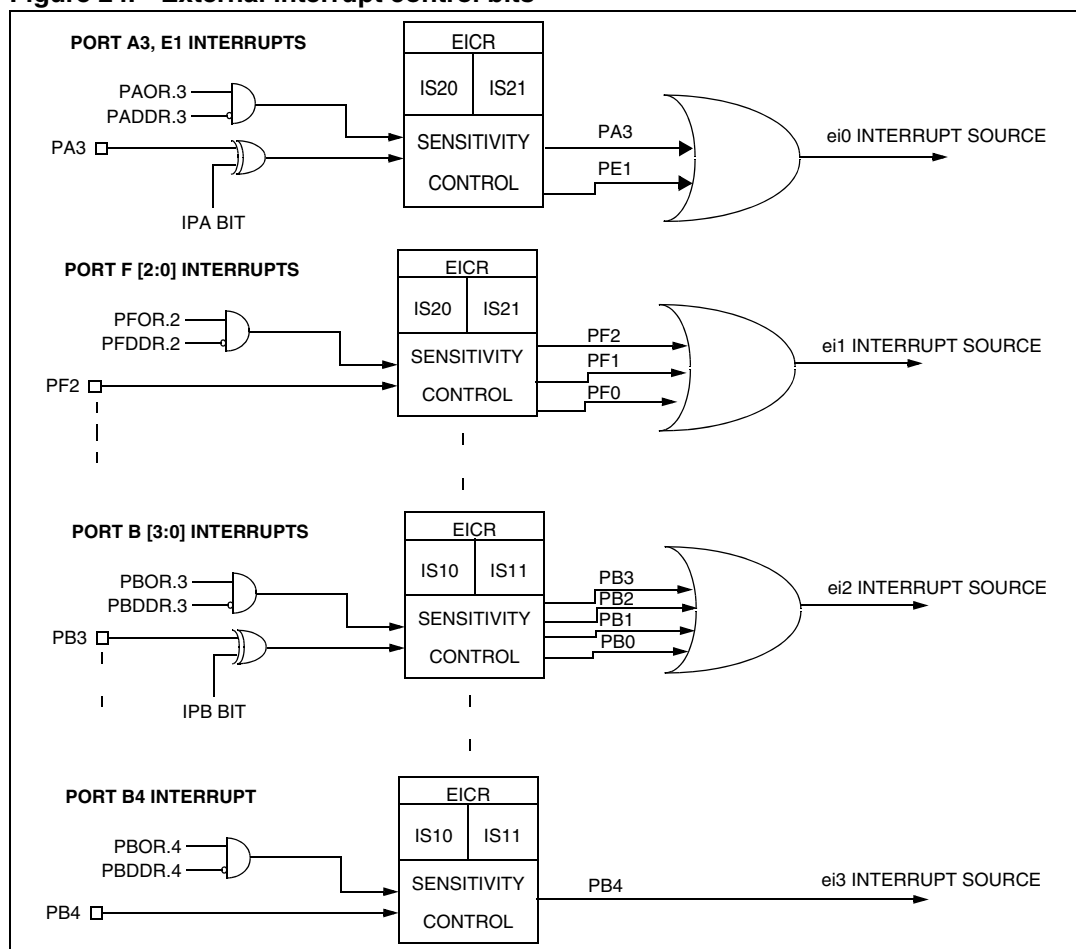 PORT A3, E1 INTERRUPTS
EICR
IS20 IS21
PAOR.3
PADDR.3
PA3
IPA BIT
SENSITIVITY
CONTROL
PA3
PE1
ei0 INTERRUPT SOURCE
PORT F [2:0] INTERRUPTS
EICR
IS20 IS21
PFOR.2
PFDDR.2
PF2
SENSITIVITY
CONTROL
PF2
PF1
PF0
ei1 INTERRUPT SOURCE
PORT B [3:0] INTERRUPTS
EICR
IS10 IS11
PBOR.3
PBDDR.3
PB3
IPB BIT
SENSITIVITY
CONTROL
PB3
PB2
PB1
PB0
ei2 INTERRUPT SOURCE
PORT B4 INTERRUPT
EICR
IS10 IS11
PBOR.4
PBDDR.4
PB4
SENSITIVITY
CONTROL
PB4
ei3 INTERRUPT SOURCE